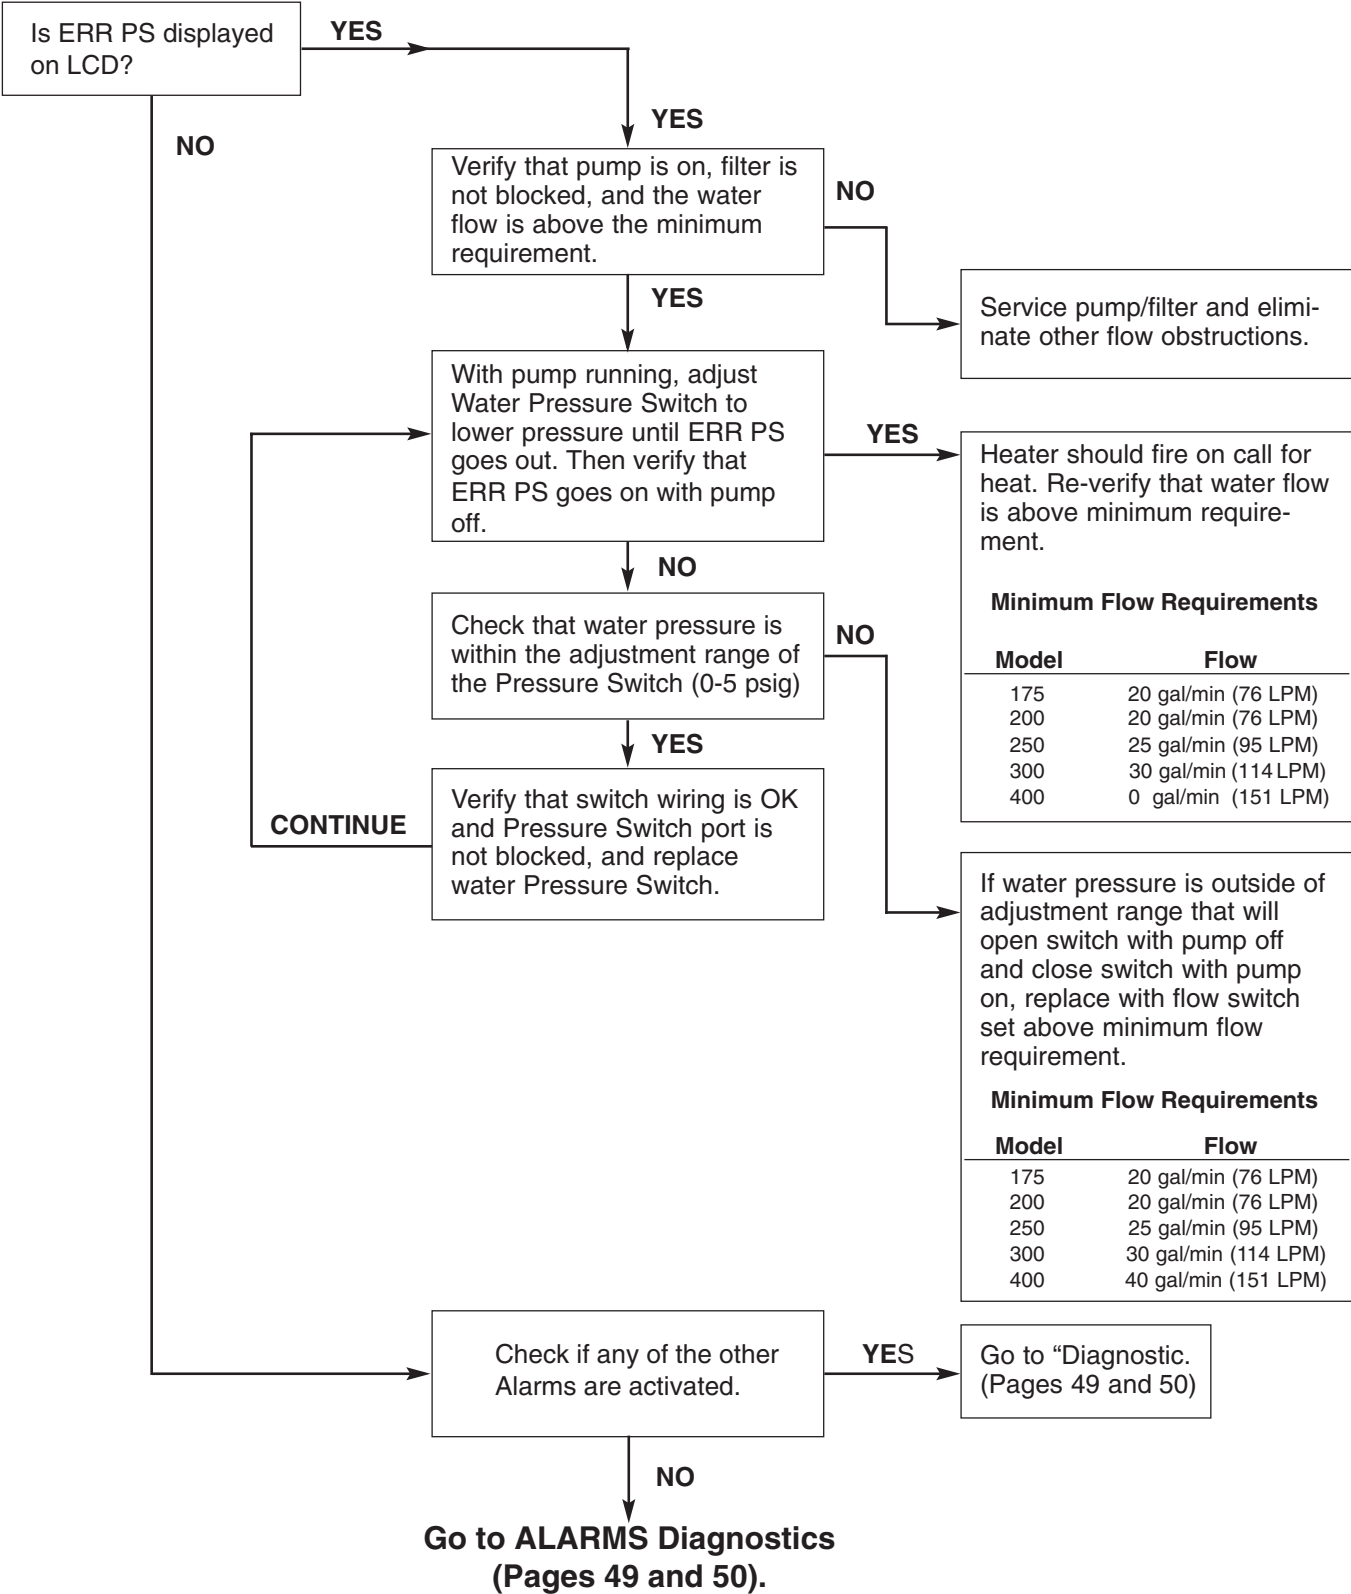 Is ERR PS displayed
on LCD?
YES
NO
YES
Verify that pump is on, filter is
not blocked, and the water
flow is above the minimum
requirement.
NO
Service pump/filter and elimi-
nate other flow obstructions.
YES
With pump running, adjust
Water Pressure Switch to
lower pressure until ERR PS
goes out. Then verify that
ERR PS goes on with pump
off.
YES
Heater should fire on call for
heat. Re-verify that water flow
is above minimum require-
ment.
Minimum Flow Requirements
Model Flow
175 20 gal/min (76 LPM)
200 20 gal/min (76 LPM)
250 25 gal/min (95 LPM)
300 30 gal/min (114 LPM)
400 0 gal/min (151 LPM)
NO
Check that water pressure is
within the adjustment range of
the Pressure Switch (0-5 psig)
NO
YES
Verify that switch wiring is OK
and Pressure Switch port is
not blocked, and replace
water Pressure Switch.
CONTINUE
If water pressure is outside of
adjustment range that will
open switch with pump off
and close switch with pump
on, replace with flow switch
set above minimum flow
requirement.
Minimum Flow Requirements
Model Flow
175 20 gal/min (76 LPM)
200 20 gal/min (76 LPM)
250 25 gal/min (95 LPM)
300 30 gal/min (114 LPM)
400 40 gal/min (151 LPM)
Check if any of the other
Alarms are activated.
YES
Go to “Diagnostic.
(Pages 49 and 50)
NO
Go to ALARMS Diagnostics
(Pages 49 and 50).